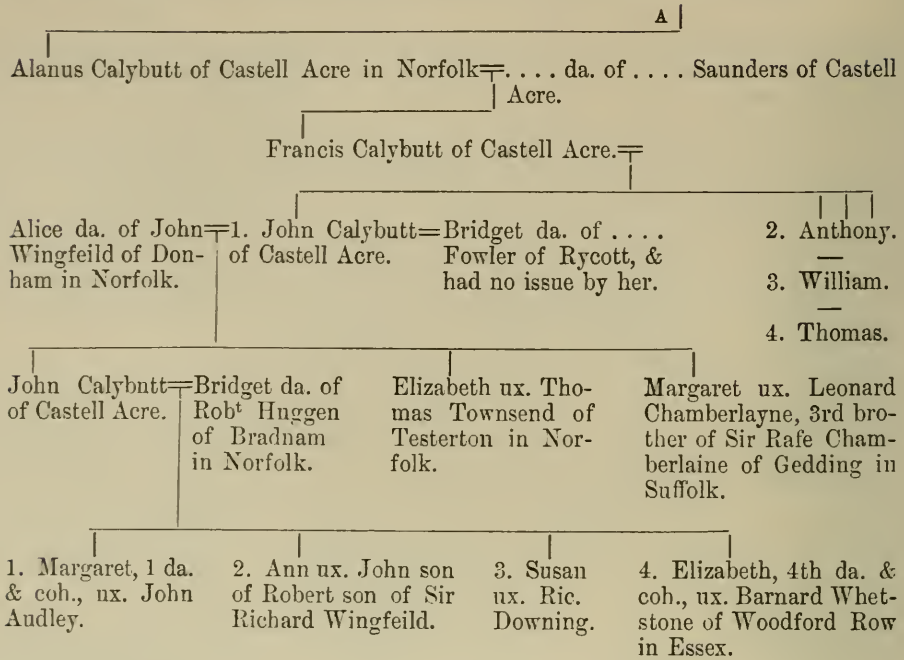 A
Alanus Calybutt of Castell Acre in Norfolk=. . . . da. of . . . . Saunders of Castell
Acre.
Francis Calybutt of Castell Acre.=
Alice da. of John=
Wingfeild of Don-
ham in Norfolk.
1. John Calybutt=
of Castell Acre.
Bridget da. of . . . .
Fowler of Rycott, &
had no issue by her.
2. Anthony.
—
3. William.
—
4. Thomas.
John Calybutt=
of Castell Acre.
Bridget da. of
Robᵗ Huggen
of Bradnam
in Norfolk.
Elizabeth ux. Tho-
mas Townsend of
Testerton in Nor-
folk.
Margaret ux. Leonard
Chamberlayne, 3rd bro-
ther of Sir Rafe Cham-
berlaine of Gedding in
Suffolk.
1. Margaret, 1 da.
& coh., ux. John
Audley.
2. Ann ux. John son
of Robert son of Sir
Richard Wingfeild.
3. Susan
ux. Ric.
Downing.
4. Elizabeth, 4th da. &
coh., ux. Barnard Whet-
stone of Woodford Row
in Essex.